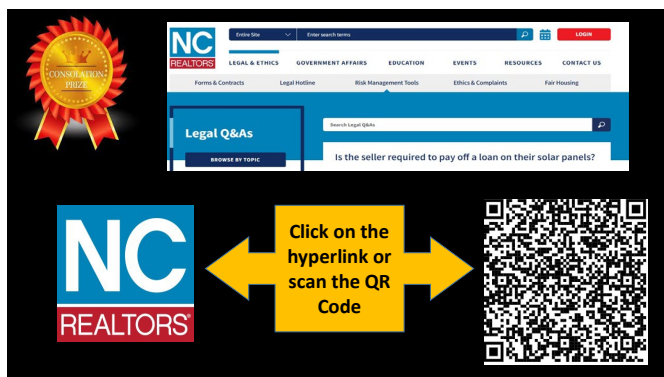 CONSOLATION
PRIZE
NC
REALTORS
Entire Site
Enter search terms
LOGIN
LEGAL & ETHICS
GOVERNMENT AFFAIRS
EDUCATION
EVENTS
RESOURCES
CONTACT US
Forms & Contracts
Legal Hotline
Risk Management Tools
Ethics & Complaints
Fair Housing
Legal Q&As
BROWSE BY TOPIC
Search Legal Q&As
Is the seller required to pay off a loan on their solar panels?
NC
REALTORS®
Click on the
hyperlink or
scan the QR
Code